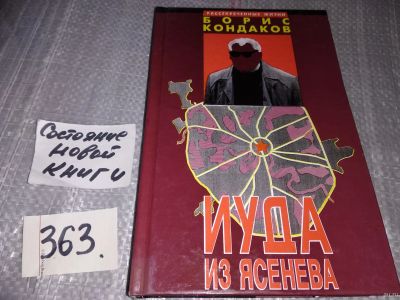 РАССЕКРЕЧЕННЫЕ ЖИЗНИ
БОРИС
КОНДАКОВ
ИУДА
ИЗ ЯСЕНЕВА
Состояние
новой
книги
363.